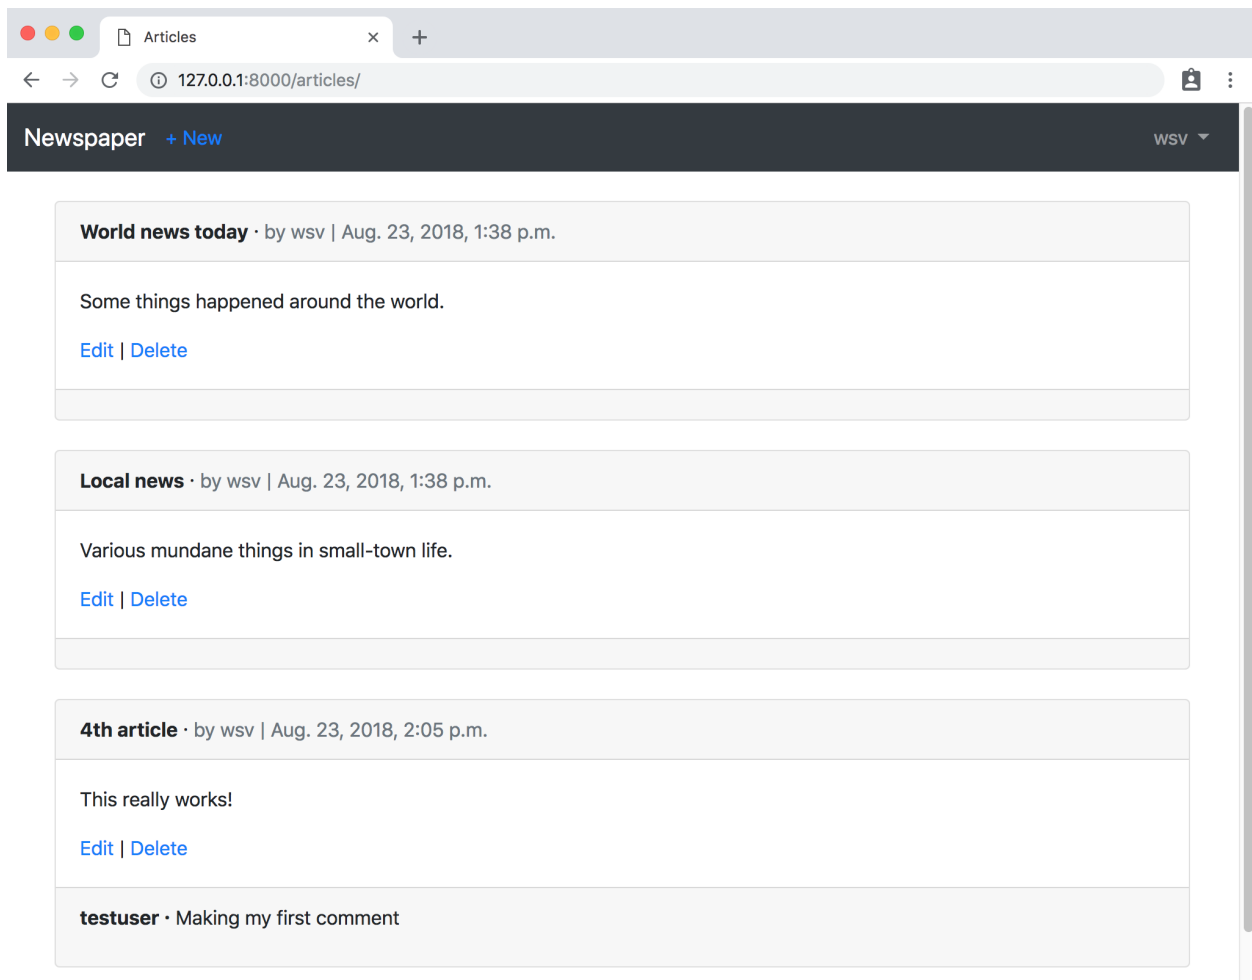 Articles
127.0.0.1:8000/articles/
Newspaper + New wsv
World news today · by wsv | Aug. 23, 2018, 1:38 p.m.
Some things happened around the world.
Edit | Delete
Local news · by wsv | Aug. 23, 2018, 1:38 p.m.
Various mundane things in small-town life.
Edit | Delete
4th article · by wsv | Aug. 23, 2018, 2:05 p.m.
This really works!
Edit | Delete
testuser · Making my first comment